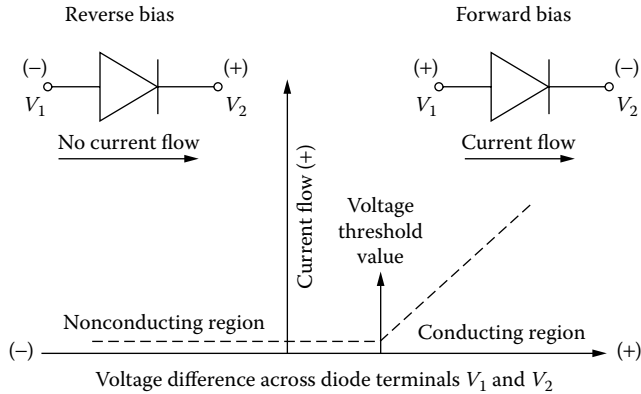 Reverse bias
Forward bias
(–)
(+)
(+)
(–)
V1
V2
V1
V2
No current flow
Current flow
Current flow (+)
Voltage
threshold
value
Nonconducting region
Conducting region
(–)
(+)
Voltage difference across diode terminals V1 and V2